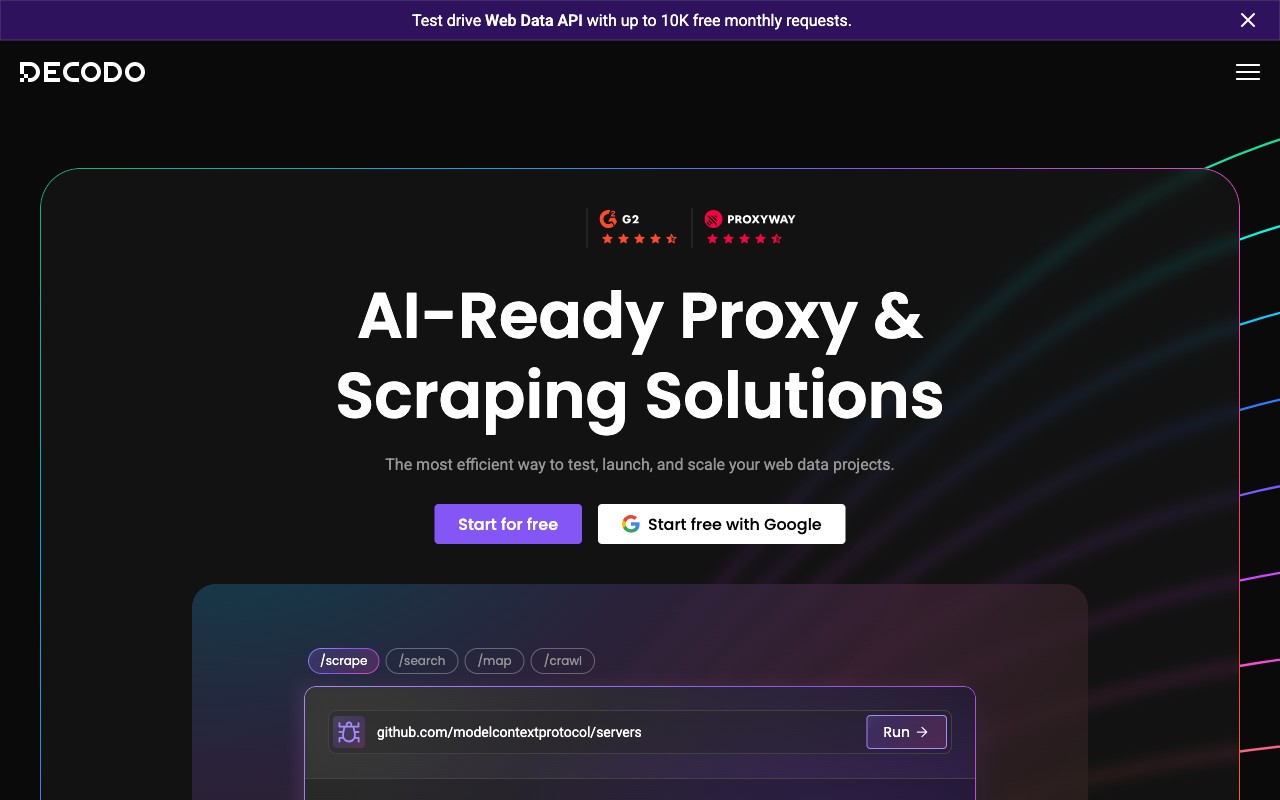 Test drive Web Data API with up to 10K free monthly requests.
DECODO
G2
PROXYWAY
AI-Ready Proxy &
Scraping Solutions
The most efficient way to test, launch, and scale your web data projects.
Start for free
Start free with Google
/scrape
/search
/map
/crawl
github.com/modelcontextprotocol/servers
Run